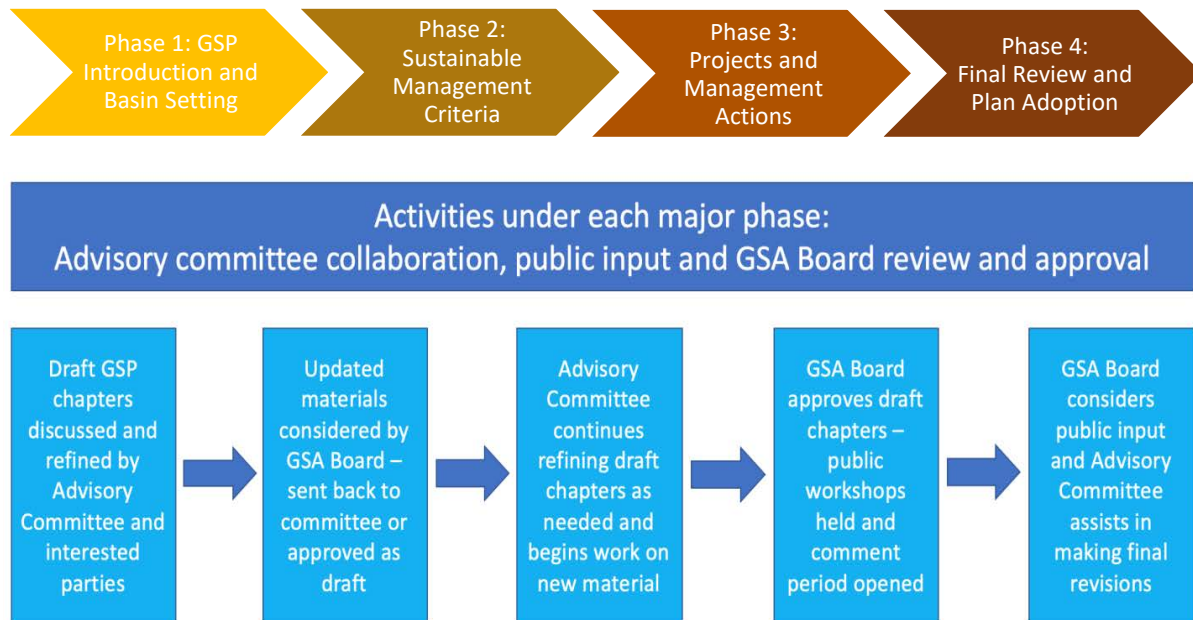 Phase 1: GSP
Introduction and
Basin Setting
Phase 2:
Sustainable
Management
Criteria
Phase 3:
Projects and
Management
Actions
Phase 4:
Final Review and
Plan Adoption
Activities under each major phase:
Advisory committee collaboration, public input and GSA Board review and approval
Draft GSP
chapters
discussed and
refined by
Advisory
Committee and
interested
parties
Updated
materials
considered by
GSA Board –
sent back to
committee or
approved as
draft
Advisory
Committee
continues
refining draft
chapters as
needed and
begins work on
new material
GSA Board
approves draft
chapters –
public
workshops
held and
comment
period opened
GSA Board
considers
public input
and Advisory
Committee
assists in
making final
revisions